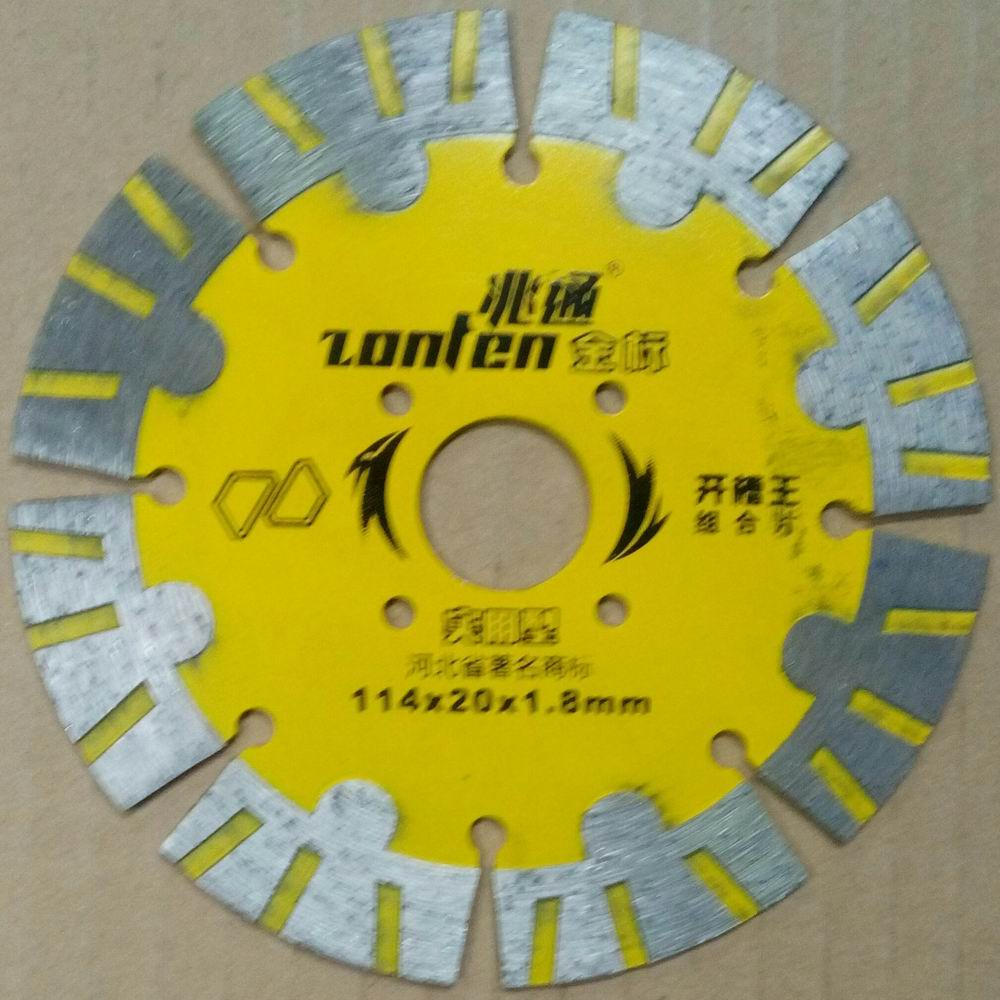 兆通®
zonten 金标
开槽王
组合芳
河北省著名商标
114x20x1.8mm